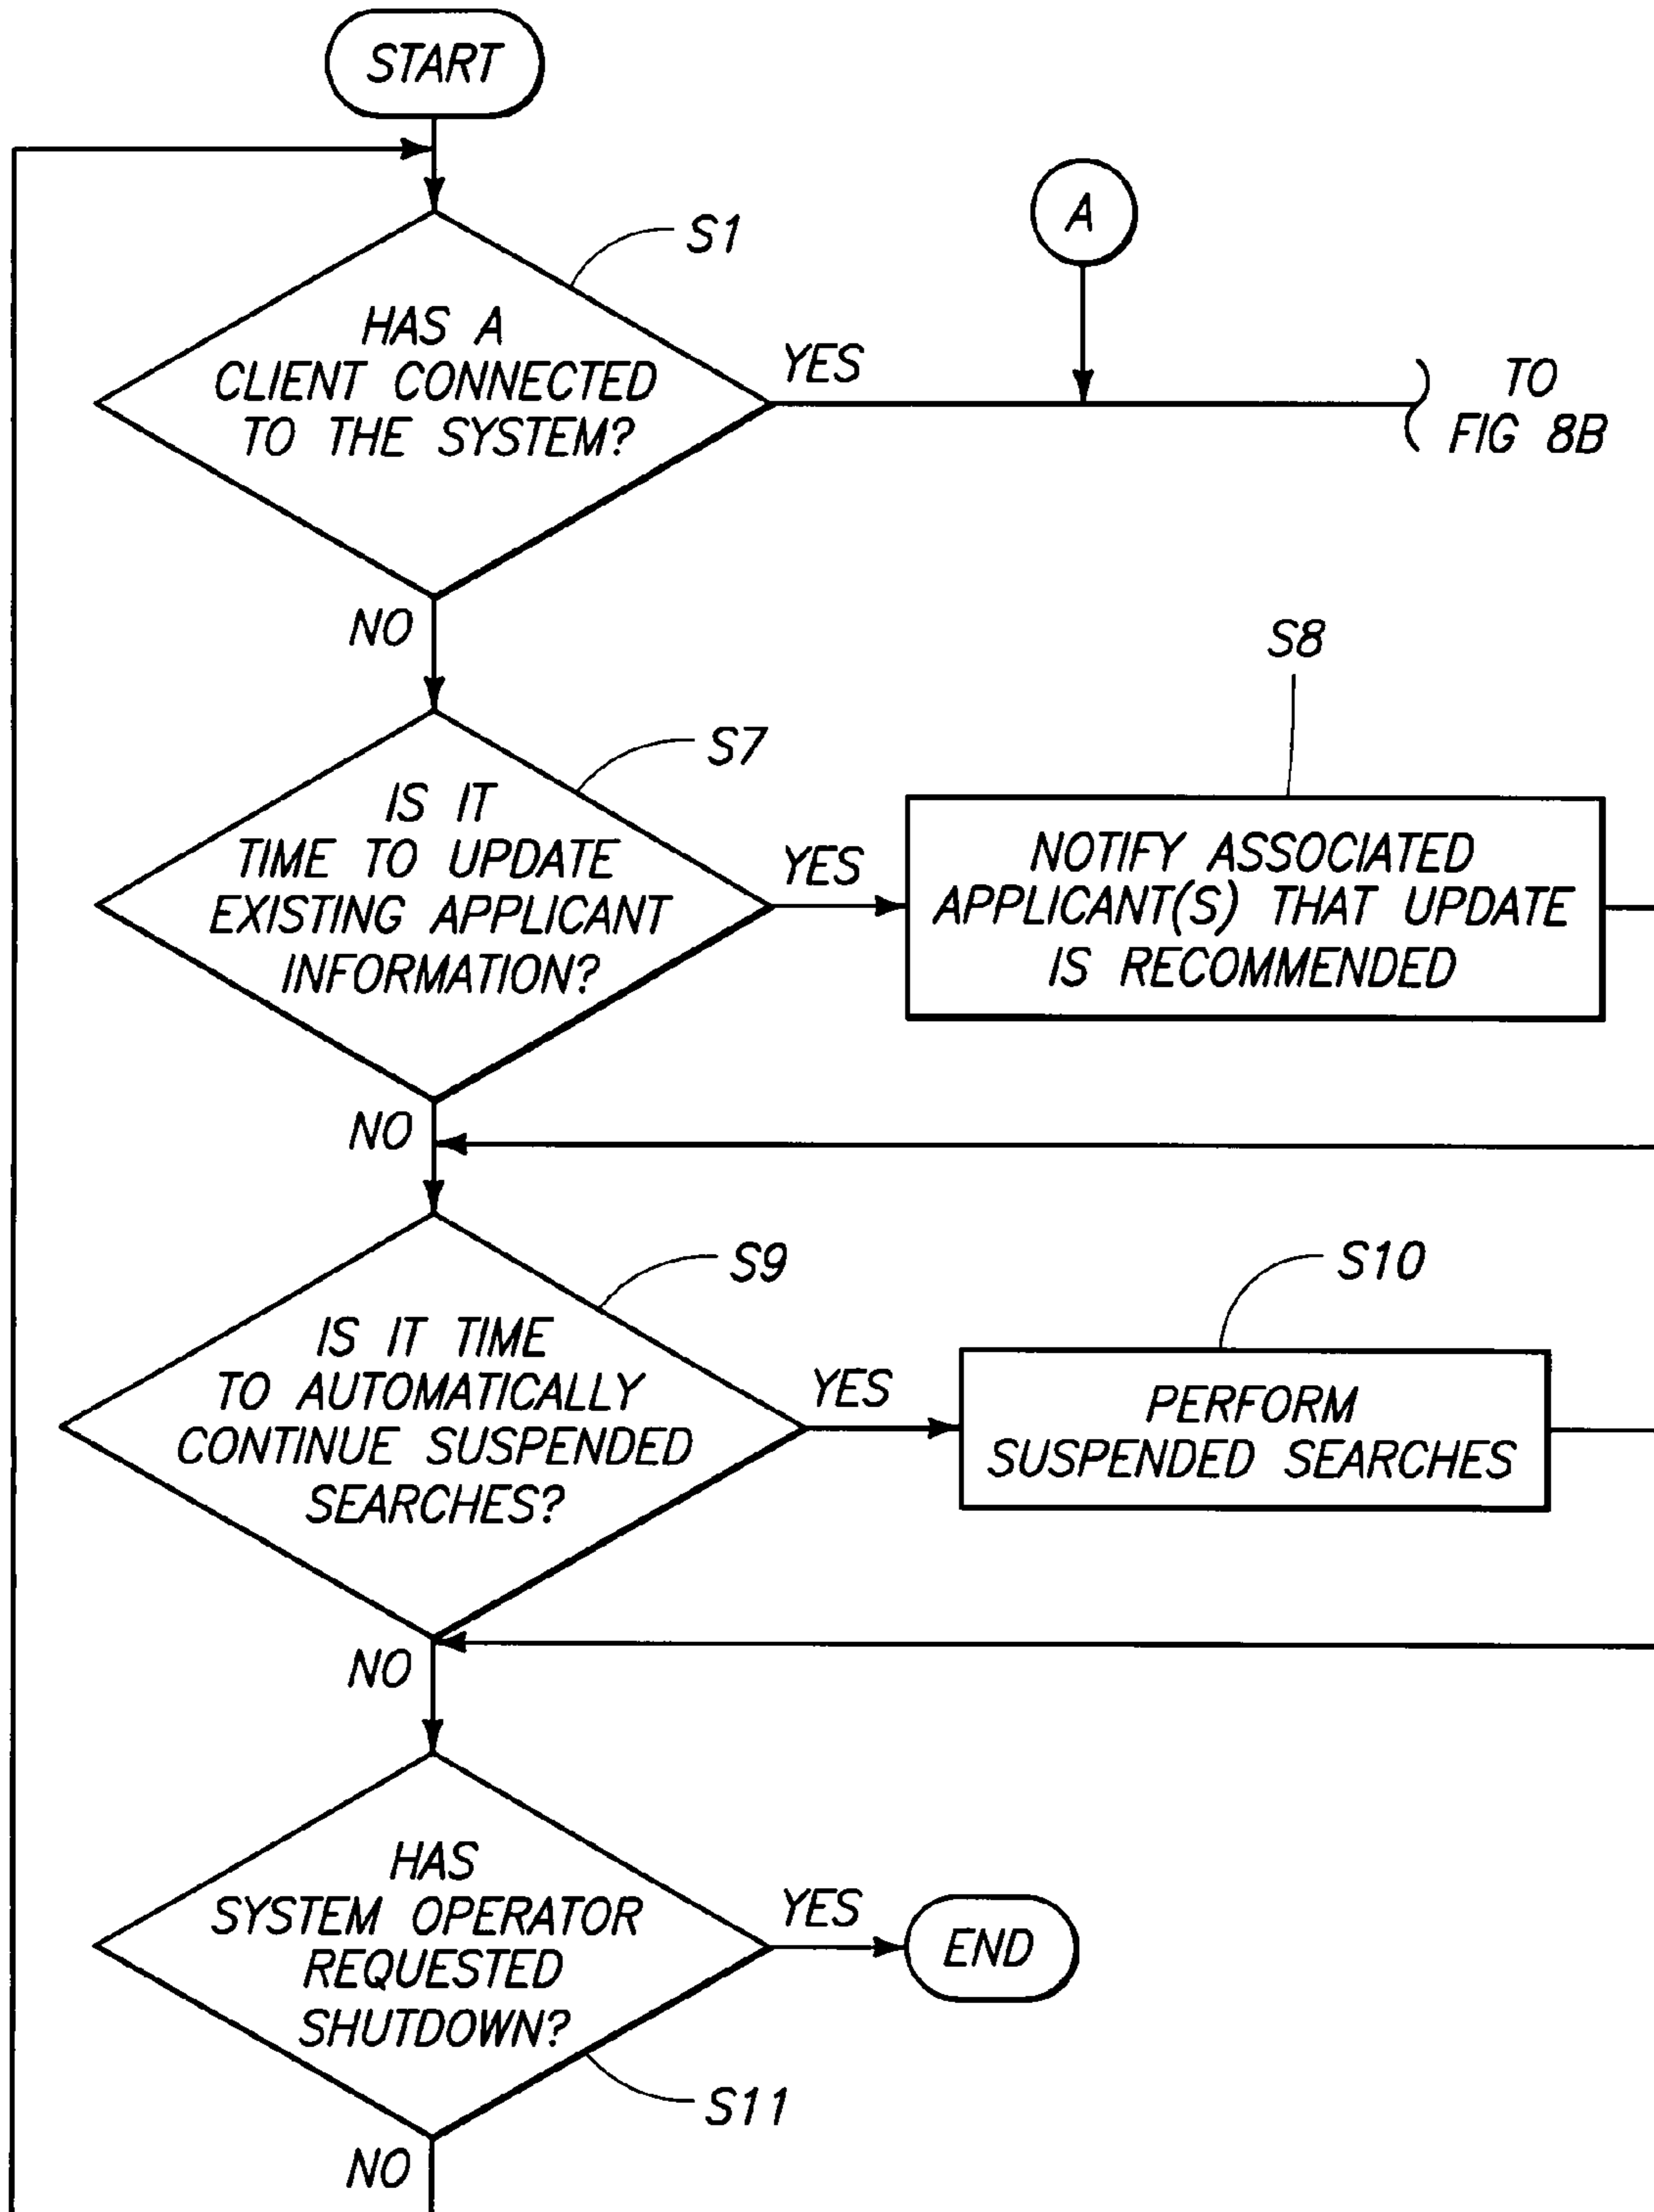 START
A
S1
HAS A
CLIENT CONNECTED
TO THE SYSTEM?
YES
TO
FIG 8B
NO
S7
S8
IS IT
TIME TO UPDATE
EXISTING APPLICANT
INFORMATION?
YES
NOTIFY ASSOCIATED
APPLICANT(S) THAT UPDATE
IS RECOMMENDED
NO
S9
S10
IS IT TIME
TO AUTOMATICALLY
CONTINUE SUSPENDED
SEARCHES?
YES
PERFORM
SUSPENDED SEARCHES
NO
HAS
SYSTEM OPERATOR
REQUESTED
SHUTDOWN?
YES
END
S11
NO